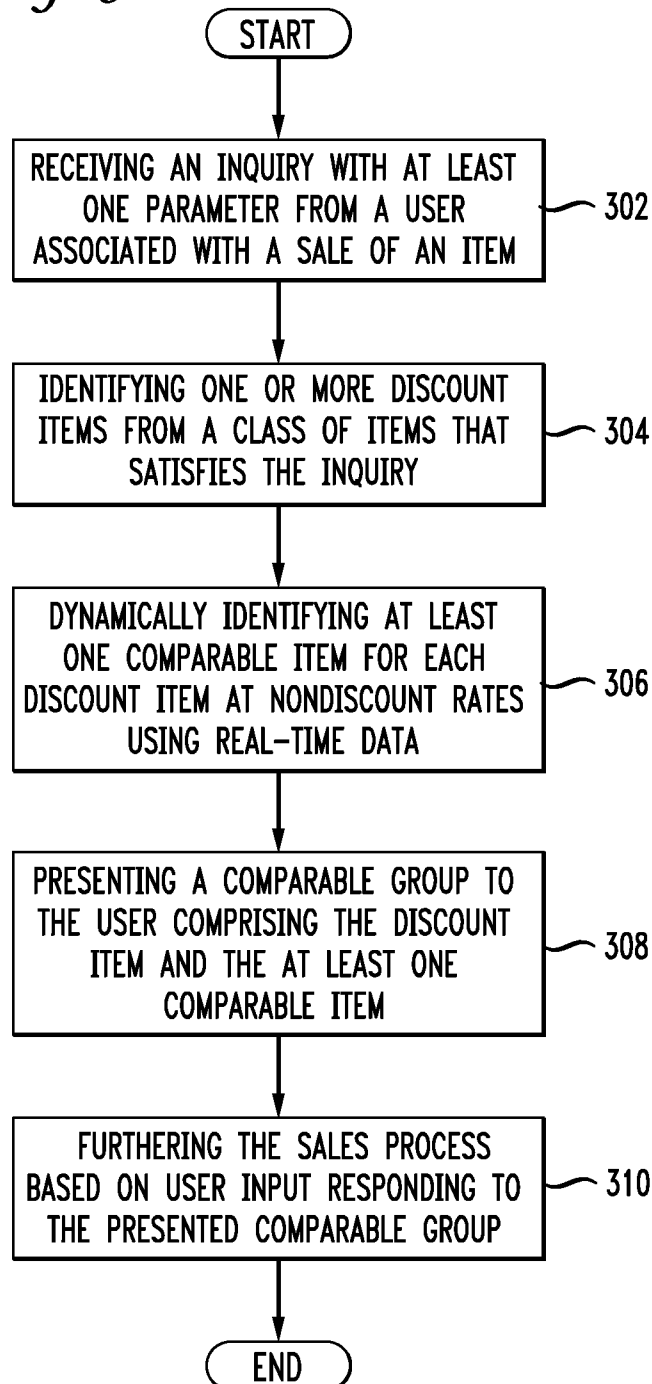 START
RECEIVING AN INQUIRY WITH AT LEAST
ONE PARAMETER FROM A USER
ASSOCIATED WITH A SALE OF AN ITEM
302
IDENTIFYING ONE OR MORE DISCOUNT
ITEMS FROM A CLASS OF ITEMS THAT
SATISFIES THE INQUIRY
304
DYNAMICALLY IDENTIFYING AT LEAST
ONE COMPARABLE ITEM FOR EACH
DISCOUNT ITEM AT NONDISCOUNT RATES
USING REAL-TIME DATA
306
PRESENTING A COMPARABLE GROUP TO
THE USER COMPRISING THE DISCOUNT
ITEM AND THE AT LEAST ONE
COMPARABLE ITEM
308
FURTHERING THE SALES PROCESS
BASED ON USER INPUT RESPONDING TO
THE PRESENTED COMPARABLE GROUP
310
END